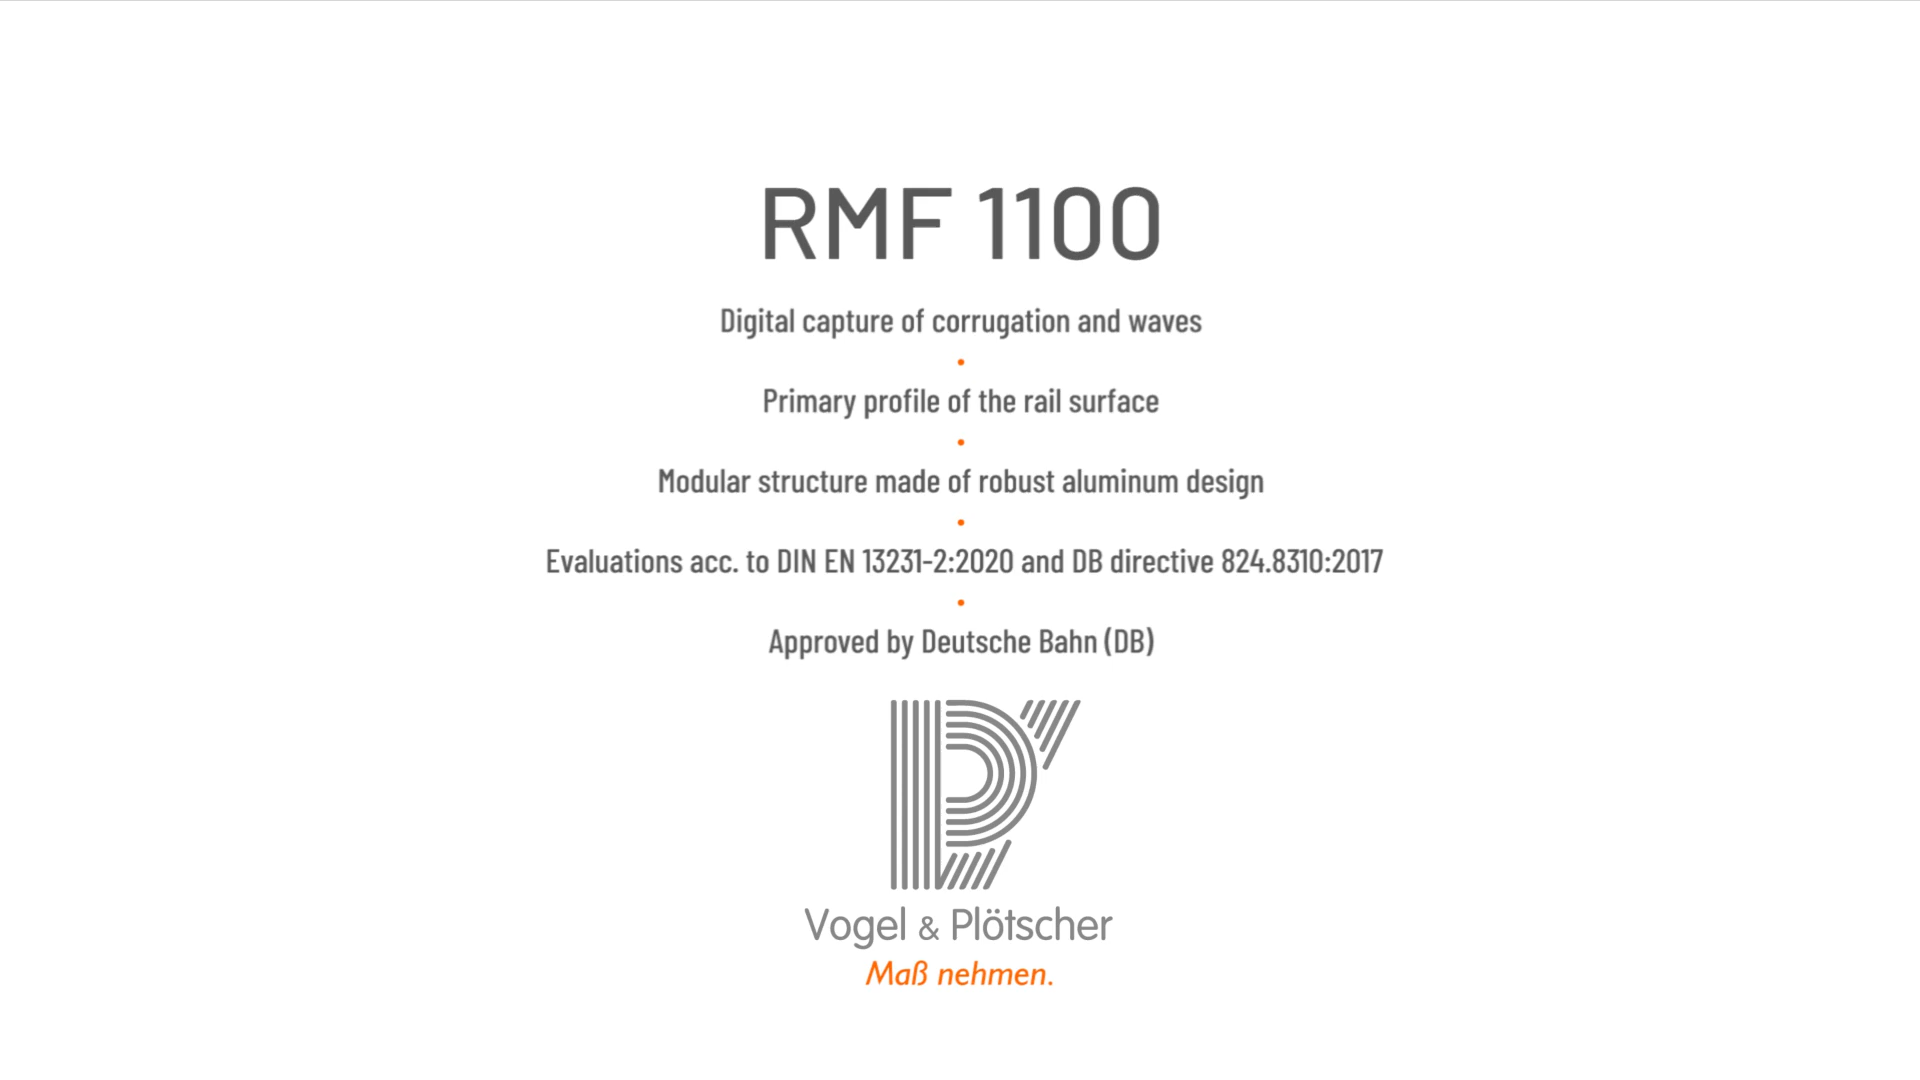 RMF 1100
Digital capture of corrugation and waves
Primary profile of the rail surface
Modular structure made of robust aluminum design
Evaluations acc. to DIN EN 13231-2:2020 and DB directive 824.8310:2017
Approved by Deutsche Bahn (DB)
Vogel & Plötscher
Maß nehmen.